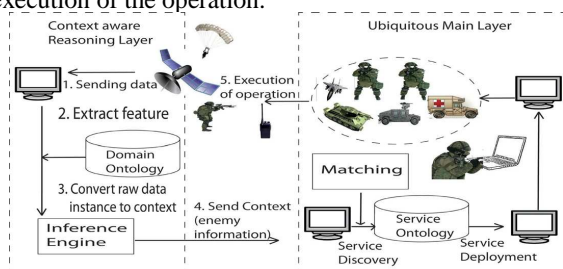 execution of the operation.
Context aware
Reasoning Layer
Ubiquitous Main Layer
1. Sending data
5. Execution
of operation
2. Extract feature
Domain
Ontology
3. Convert raw data
instance to context
Inference
Engine
4. Send Context
(enemy
information)
Matching
Service
Ontology
Service
Discovery
Service
Deployment